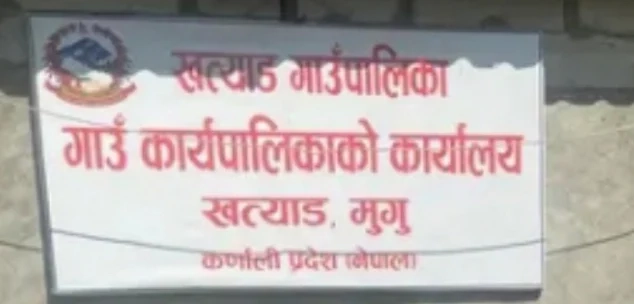 खत्याड गाउँपालिका
गाउँ कार्यपालिकाको कार्यालय
खत्याड, मुगु
कर्णाली प्रदेश (नेपाल)